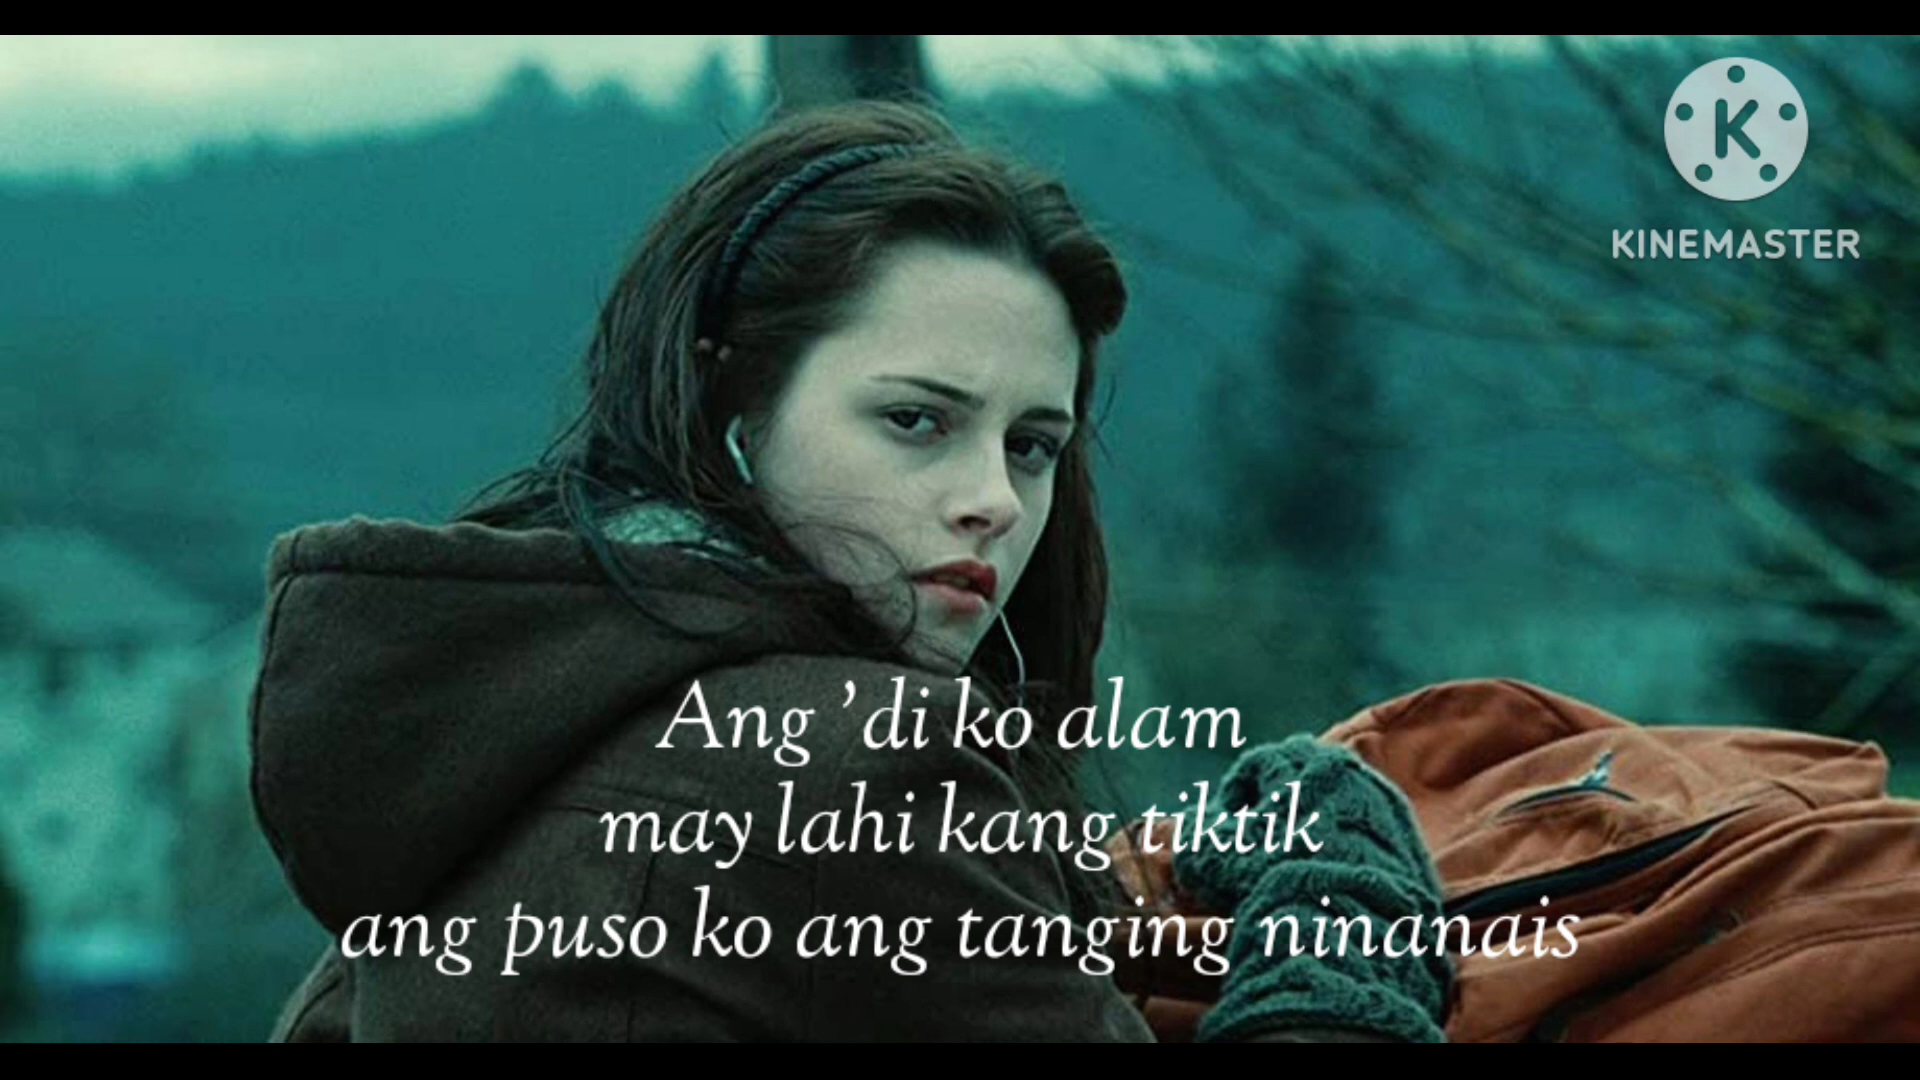 K
KINEMASTER
Ang ’di ko alam
may lahi kang tiktik
ang puso ko ang tanging ninanais